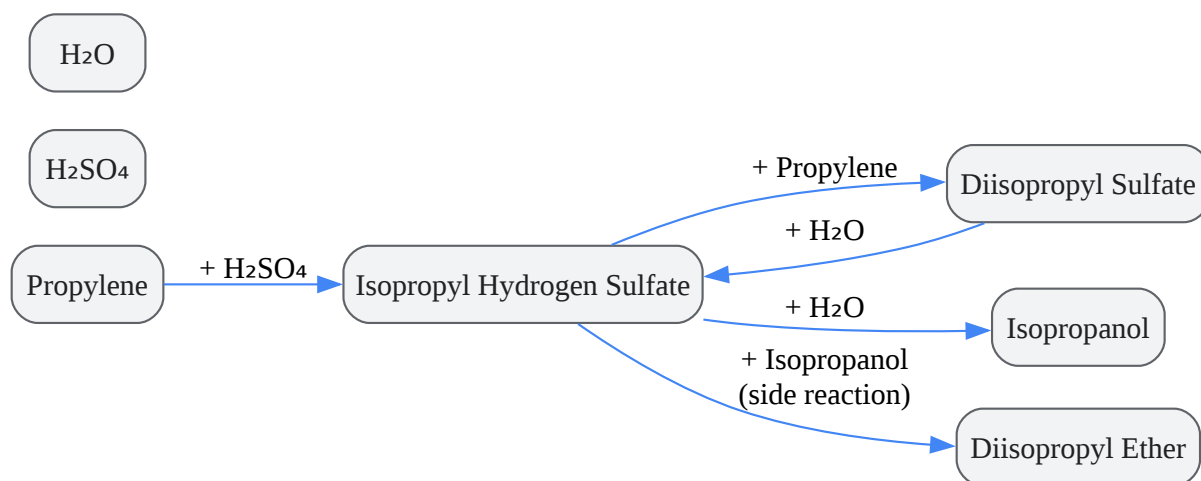 H₂O
H₂SO₄
+ Propylene
Diisopropyl Sulfate
+ H₂O
Propylene
+ H₂SO₄
Isopropyl Hydrogen Sulfate
+ H₂O
Isopropanol
+ Isopropanol
(side reaction)
Diisopropyl Ether